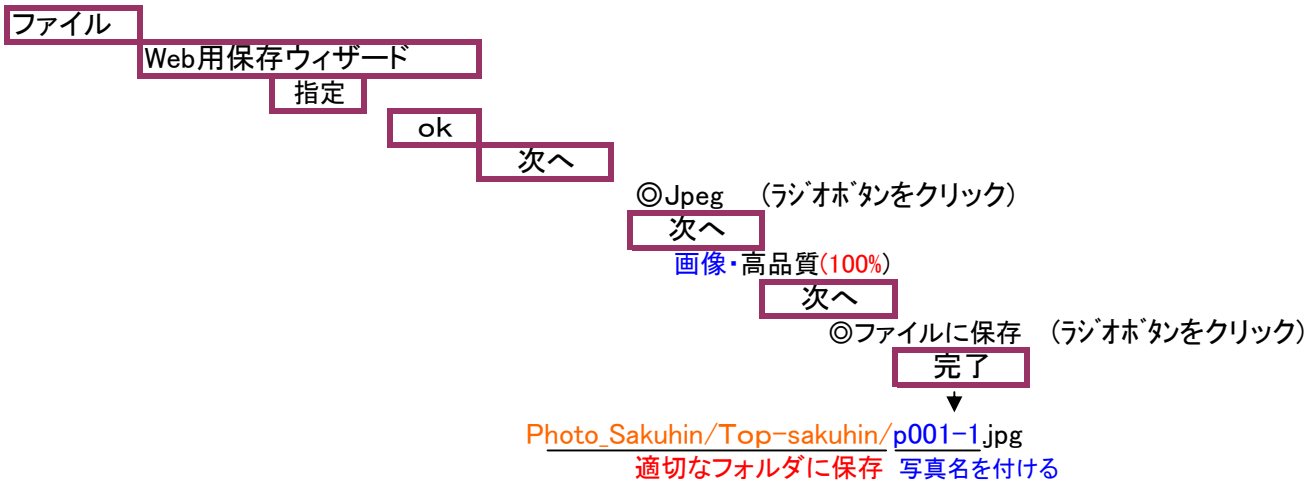 ファイル
Web用保存ウィザード
指定
ok
次へ
◎Jpeg　(ﾗｼﾞｵﾎﾞﾀﾝをクリック)
次へ
画像・高品質(100%)
次へ
◎ファイルに保存　(ﾗｼﾞｵﾎﾞﾀﾝをクリック)
完了
Photo_Sakuhin/Top-sakuhin/p001-1.jpg
適切なフォルダに保存 写真名を付ける